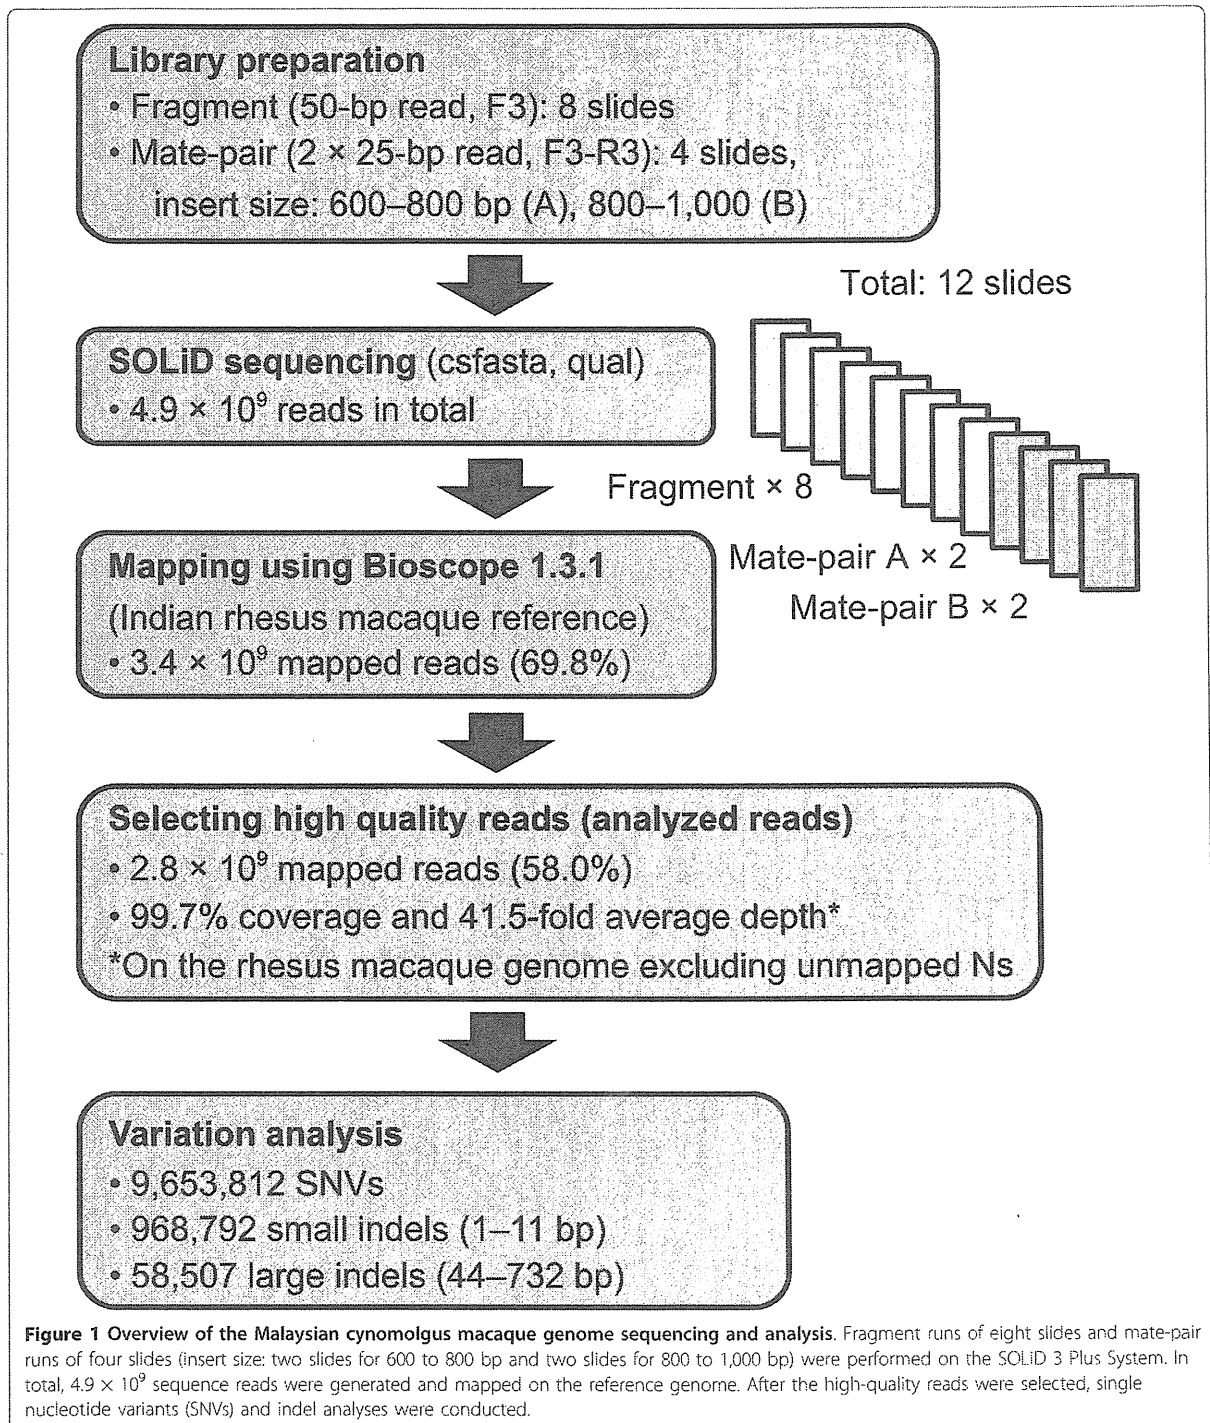 Library preparation
• Fragment (50-bp read, F3): 8 slides
• Mate-pair (2 × 25-bp read, F3-R3): 4 slides,
insert size: 600–800 bp (A), 800–1,000 (B)
Total: 12 slides
SOLiD sequencing (csfasta, qual)
• 4.9 × 10⁹ reads in total
Fragment × 8
Mate-pair A × 2
Mate-pair B × 2
Mapping using Bioscope 1.3.1
(Indian rhesus macaque reference)
• 3.4 × 10⁹ mapped reads (69.8%)
Selecting high quality reads (analyzed reads)
• 2.8 × 10⁹ mapped reads (58.0%)
• 99.7% coverage and 41.5-fold average depth*
*On the rhesus macaque genome excluding unmapped Ns
Variation analysis
• 9,653,812 SNVs
• 968,792 small indels (1–11 bp)
• 58,507 large indels (44–732 bp)
Figure 1 Overview of the Malaysian cynomolgus macaque genome sequencing and analysis. Fragment runs of eight slides and mate-pair
runs of four slides (insert size: two slides for 600 to 800 bp and two slides for 800 to 1,000 bp) were performed on the SOLiD 3 Plus System. In
total, 4.9 × 10⁹ sequence reads were generated and mapped on the reference genome. After the high-quality reads were selected, single
nucleotide variants (SNVs) and indel analyses were conducted.